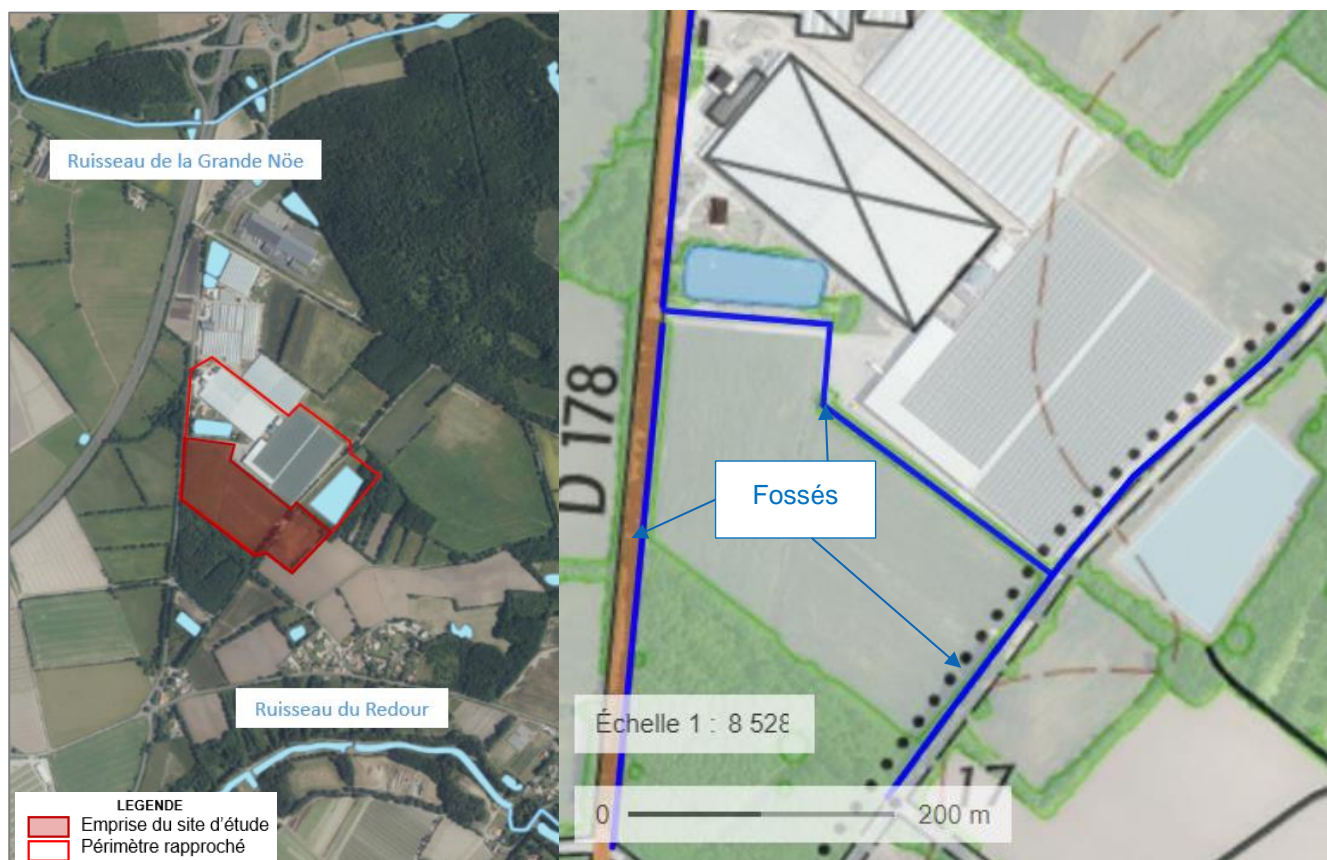 Ruisseau de la Grande Nöe
Ruisseau du Redour
LEGENDE
Emprise du site d'étude
Périmètre rapproché
D 178
Fossés
Échelle 1 : 8 528
17
0 200 m